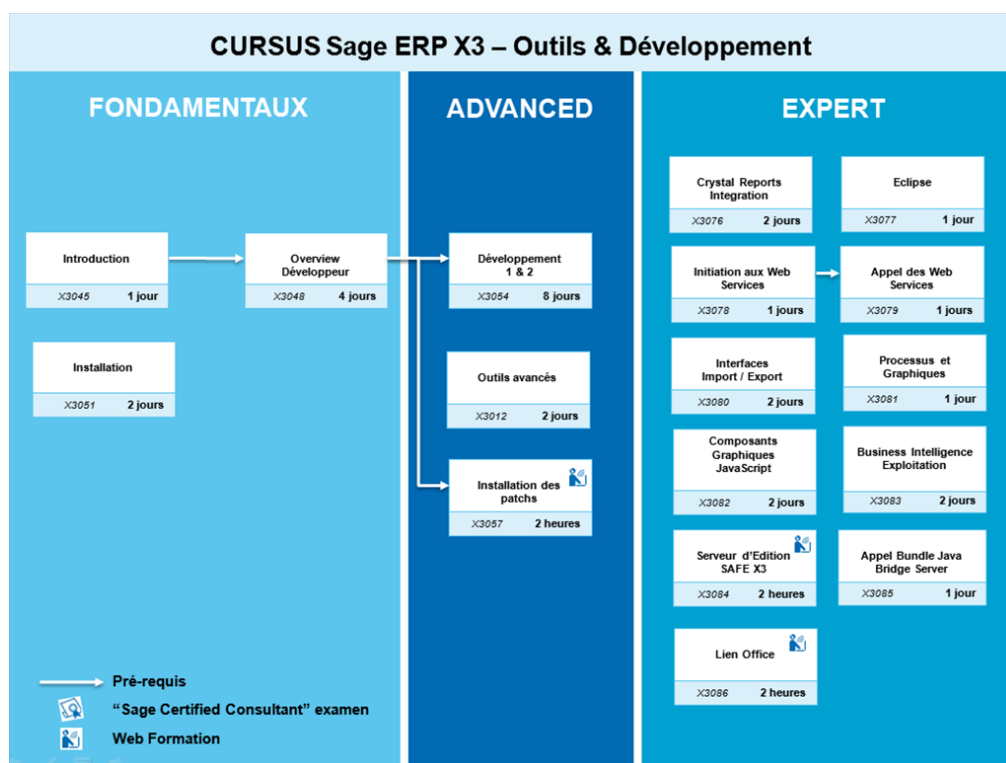 CURSUS Sage ERP X3 – Outils & Développement
FONDAMENTAUX
Introduction
X3045 1 jour
Overview
Développeur
X3048 4 jours
Installation
X3051 2 jours
Pré-requis
“Sage Certified Consultant” examen
Web Formation
ADVANCED
Développement
1 & 2
X3054 8 jours
Outils avancés
X3012 2 jours
Installation des
patchs
X3057 2 heures
EXPERT
Crystal Reports
Integration
X3076 2 jours
Eclipse
X3077 1 jour
Initiation aux Web
Services
X3078 1 jours
Appel des Web
Services
X3079 1 jours
Interfaces
Import / Export
X3080 2 jours
Processus et
Graphiques
X3081 1 jour
Composants
Graphiques
JavaScript
X3082 2 jours
Business Intelligence
Exploitation
X3083 2 jours
Serveur d'Edition
SAFE X3
X3084 2 heures
Appel Bundle Java
Bridge Server
X3085 1 jour
Lien Office
X3086 2 heures